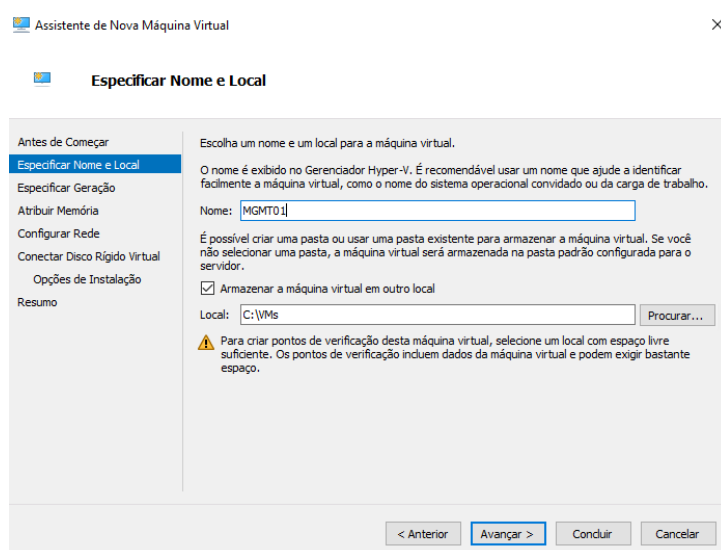 Assistente de Nova Máquina Virtual
Especificar Nome e Local
Antes de Começar
Especificar Nome e Local
Especificar Geração
Atribuir Memória
Configurar Rede
Conectar Disco Rígido Virtual
Opções de Instalação
Resumo
Escolha um nome e um local para a máquina virtual.
O nome é exibido no Gerenciador Hyper-V. É recomendável usar um nome que ajude a identificar
facilmente a máquina virtual, como o nome do sistema operacional convidado ou da carga de trabalho.
Nome: MGMT01
É possível criar uma pasta ou usar uma pasta existente para armazenar a máquina virtual. Se você
não selecionar uma pasta, a máquina virtual será armazenada na pasta padrão configurada para o
servidor.
Armazenar a máquina virtual em outro local
Local: C:\VMs Procurar...
Para criar pontos de verificação desta máquina virtual, selecione um local com espaço livre
suficiente. Os pontos de verificação incluem dados da máquina virtual e podem exigir bastante
espaço.
< Anterior Avançar > Concluir Cancelar